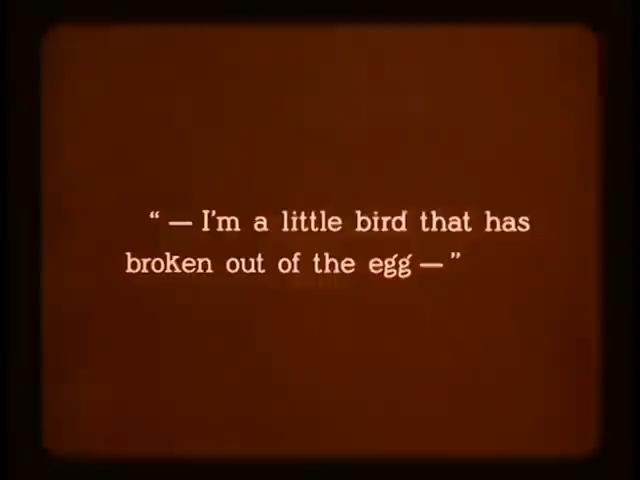 “ — I'm a little bird that has
broken out of the egg — ”